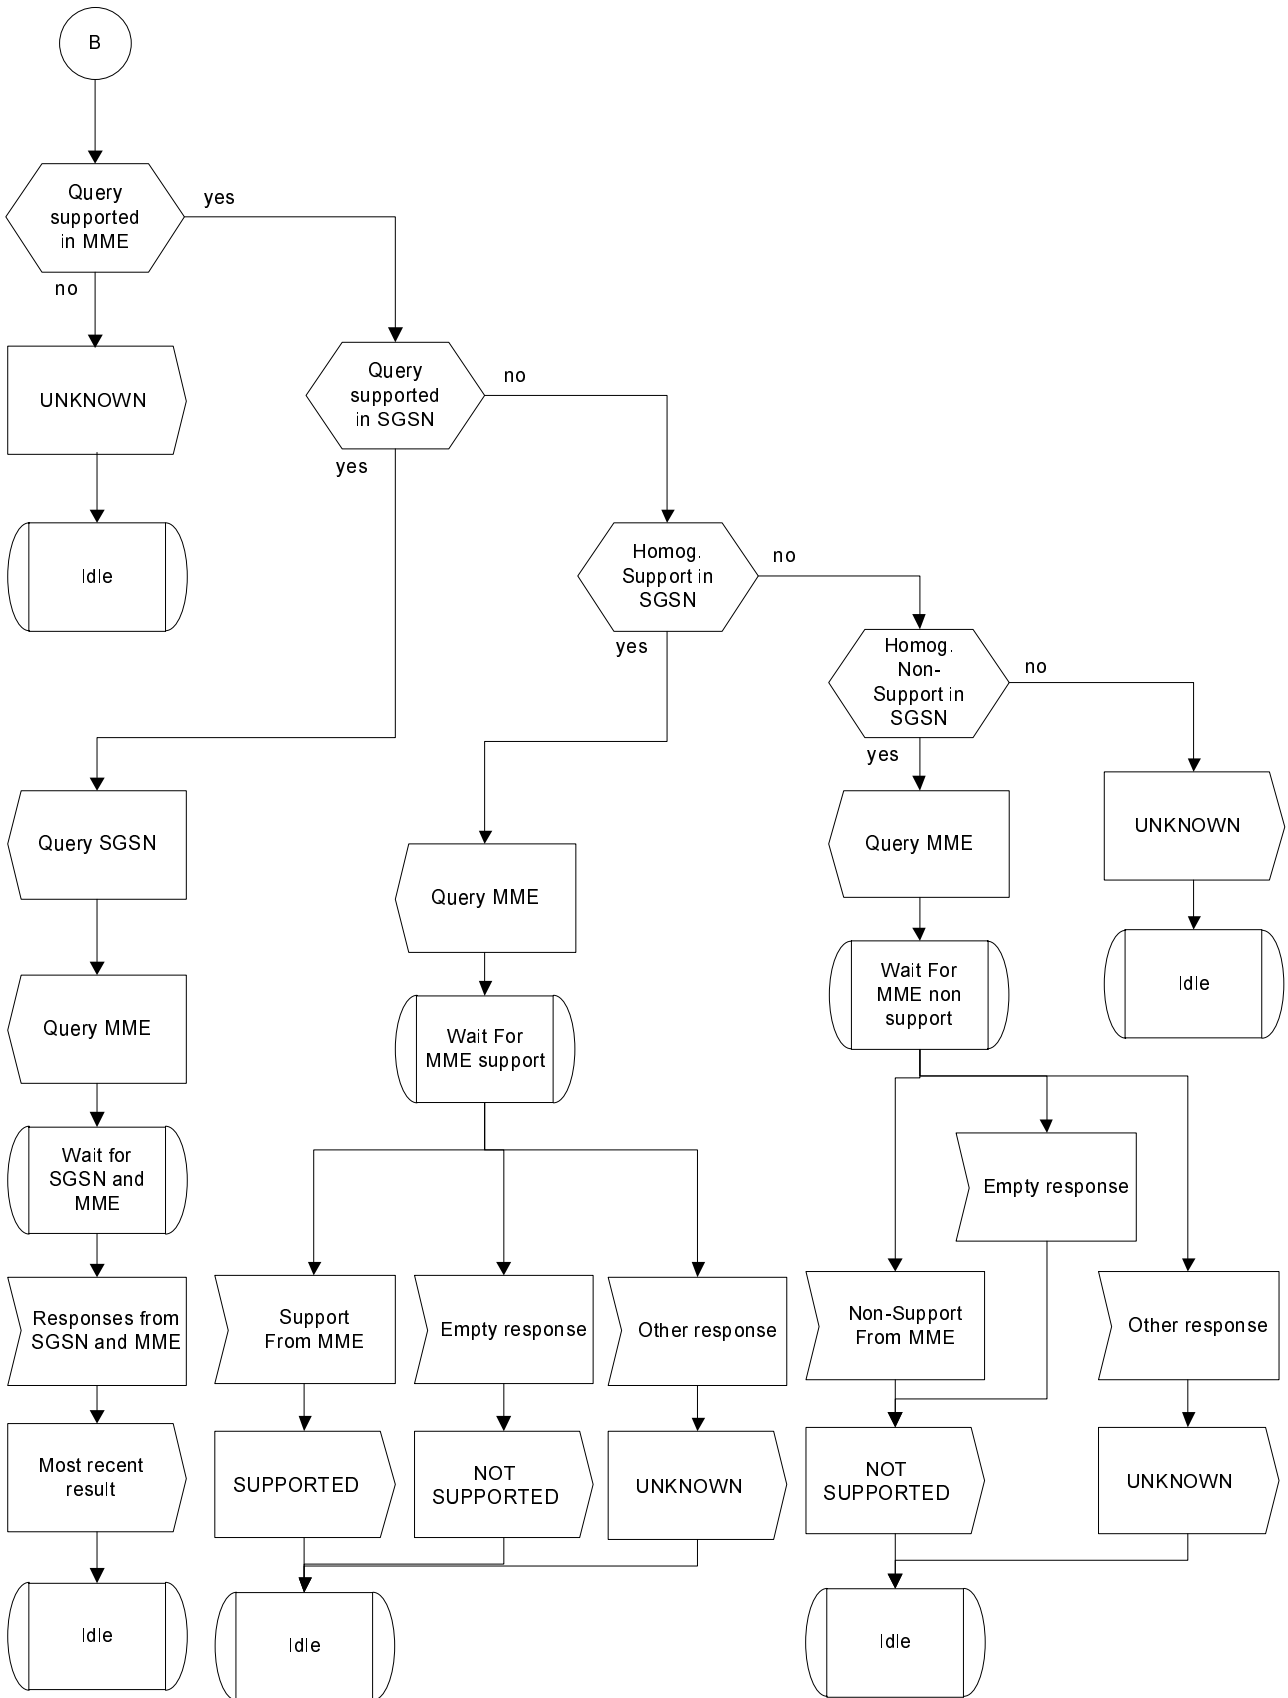 B
Query
supported
in MME
yes
no
UNKNOWN
Idle
Query
supported
in SGSN
no
yes
Homog.
Support in
SGSN
no
yes
Homog.
Non-
Support in
SGSN
no
yes
UNKNOWN
Idle
Query SGSN
Query MME
Wait for
SGSN and
MME
Responses from
SGSN and MME
Most recent
result
Idle
Query MME
Wait For
MME support
Support
From MME
Empty response
Other response
SUPPORTED
NOT
SUPPORTED
UNKNOWN
Idle
Query MME
Wait For
MME non
support
Empty response
Non-Support
From MME
Other response
NOT
SUPPORTED
UNKNOWN
Idle